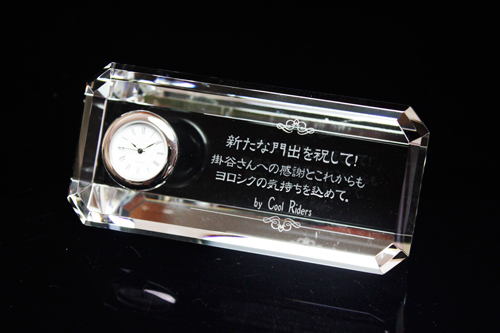 新たな門出を祝して!
掛谷さんへの感謝とこれからも
ヨロシクの気持ちを込めて。
by Cool Riders